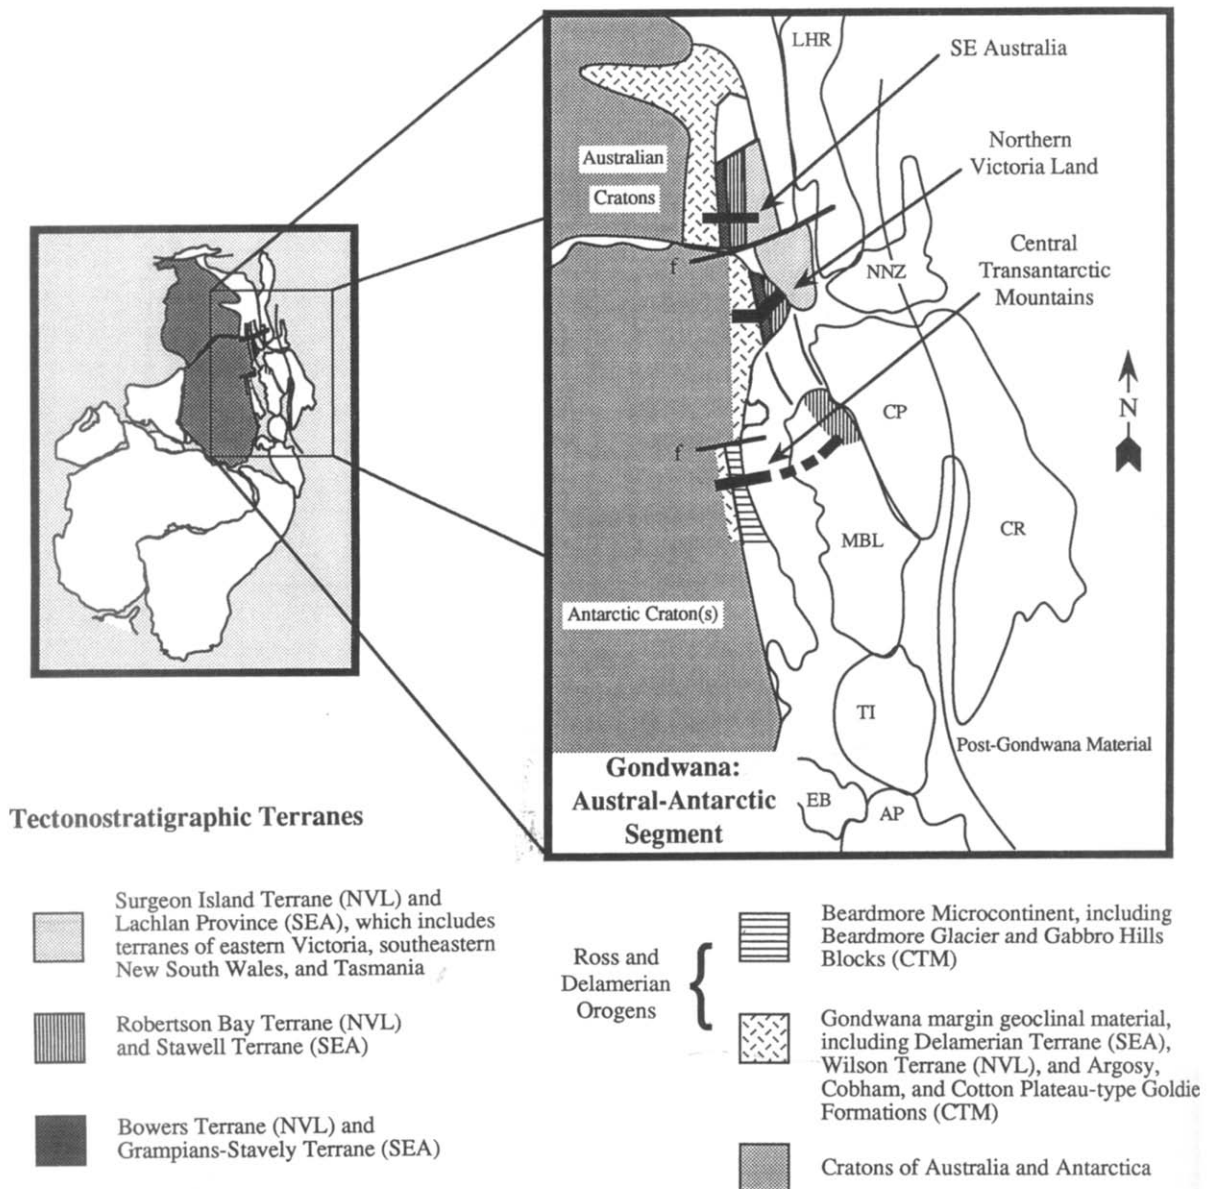 LHR
SE Australia
Australian
Cratons
Northern
Victoria Land
Central
Transantarctic
Mountains
f
NNZ
N
CP
f
MBL
CR
Antarctic Craton(s)
TI
Post-Gondwana Material
Gondwana:
Austral-Antarctic
Segment
EB
AP
Tectonostratigraphic Terranes
Surgeon Island Terrane (NVL) and
Lachlan Province (SEA), which includes
terranes of eastern Victoria, southeastern
New South Wales, and Tasmania
Robertson Bay Terrane (NVL)
and Stawell Terrane (SEA)
Bowers Terrane (NVL) and
Grampians-Stavely Terrane (SEA)
Ross and
Delamerian
Orogens
{
Beardmore Microcontinent, including
Beardmore Glacier and Gabbro Hills
Blocks (CTM)
Gondwana margin geoclinal material,
including Delamerian Terrane (SEA),
Wilson Terrane (NVL), and Argosy,
Cobham, and Cotton Plateau-type Goldie
Formations (CTM)
Cratons of Australia and Antarctica